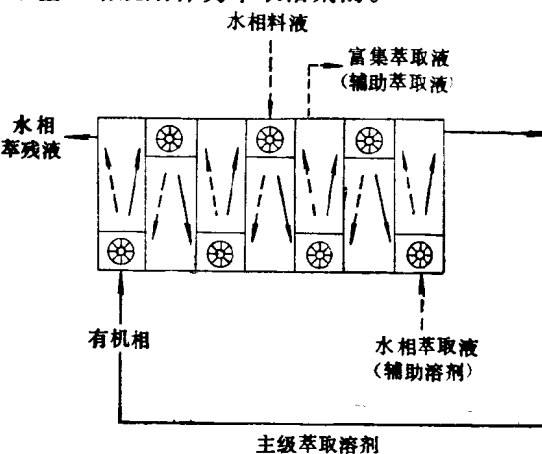 水相料液
富集萃取液
（辅助萃取液）
水相
萃残液
有机相
水相萃取液
（辅助溶剂）
主级萃取溶剂